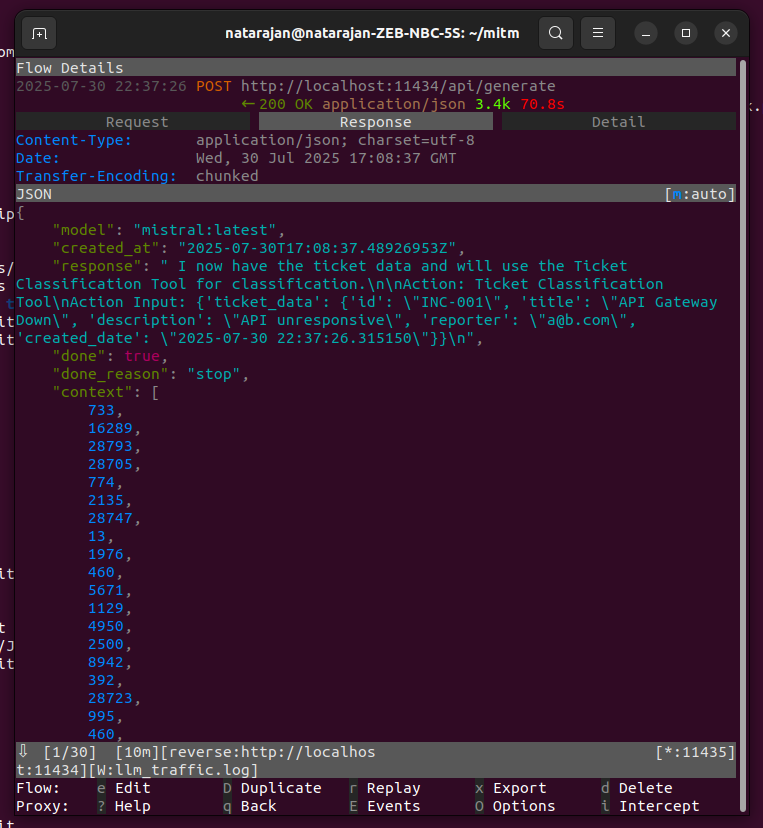 natarajan@natarajan-ZEB-NBC-5S: ~/mitm
Flow Details
2025-07-30 22:37:26 POST http://localhost:11434/api/generate
← 200 OK application/json 3.4k 70.8s
Request Response Detail
Content-Type: application/json; charset=utf-8
Date: Wed, 30 Jul 2025 17:08:37 GMT
Transfer-Encoding: chunked
JSON [m:auto]
{
"model": "mistral:latest",
"created_at": "2025-07-30T17:08:37.48926953Z",
"response": " I now have the ticket data and will use the Ticket
Classification Tool for classification.\n\nAction: Ticket Classification
Tool\nAction Input: {'ticket_data': {'id': \"INC-001\", 'title': \"API Gateway
Down\", 'description': \"API unresponsive\", 'reporter': \"a@b.com\",
'created_date': \"2025-07-30 22:37:26.315150\"}}\n",
"done": true,
"done_reason": "stop",
"context": [
733,
16289,
28793,
28705,
774,
2135,
28747,
13,
1976,
460,
5671,
1129,
4950,
2500,
8942,
392,
28723,
995,
460,
⇩ [1/30] [10m][reverse:http://localhos [*:11435]
t:11434][W:llm_traffic.log]
Flow: e Edit D Duplicate r Replay x Export d Delete
Proxy: ? Help q Back E Events O Options i Intercept